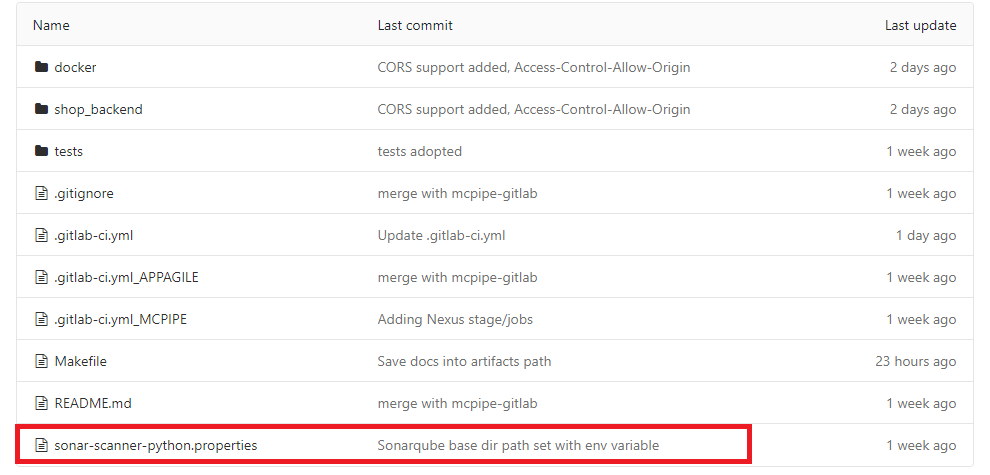 Name Last commit Last update
docker CORS support added, Access-Control-Allow-Origin 2 days ago
shop_backend CORS support added, Access-Control-Allow-Origin 2 days ago
tests tests adopted 1 week ago
.gitignore merge with mcpipe-gitlab 1 week ago
.gitlab-ci.yml Update .gitlab-ci.yml 1 day ago
.gitlab-ci.yml_APPAGILE merge with mcpipe-gitlab 1 week ago
.gitlab-ci.yml_MCPIPE Adding Nexus stage/jobs 1 week ago
Makefile Save docs into artifacts path 23 hours ago
README.md merge with mcpipe-gitlab 1 week ago
sonar-scanner-python.properties Sonarqube base dir path set with env variable 1 week ago